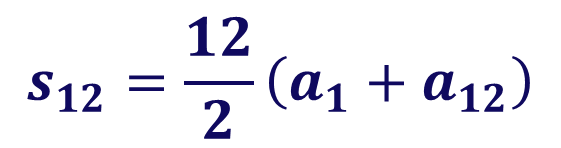 s₁₂ = 12/2 (a₁ + a₁₂)